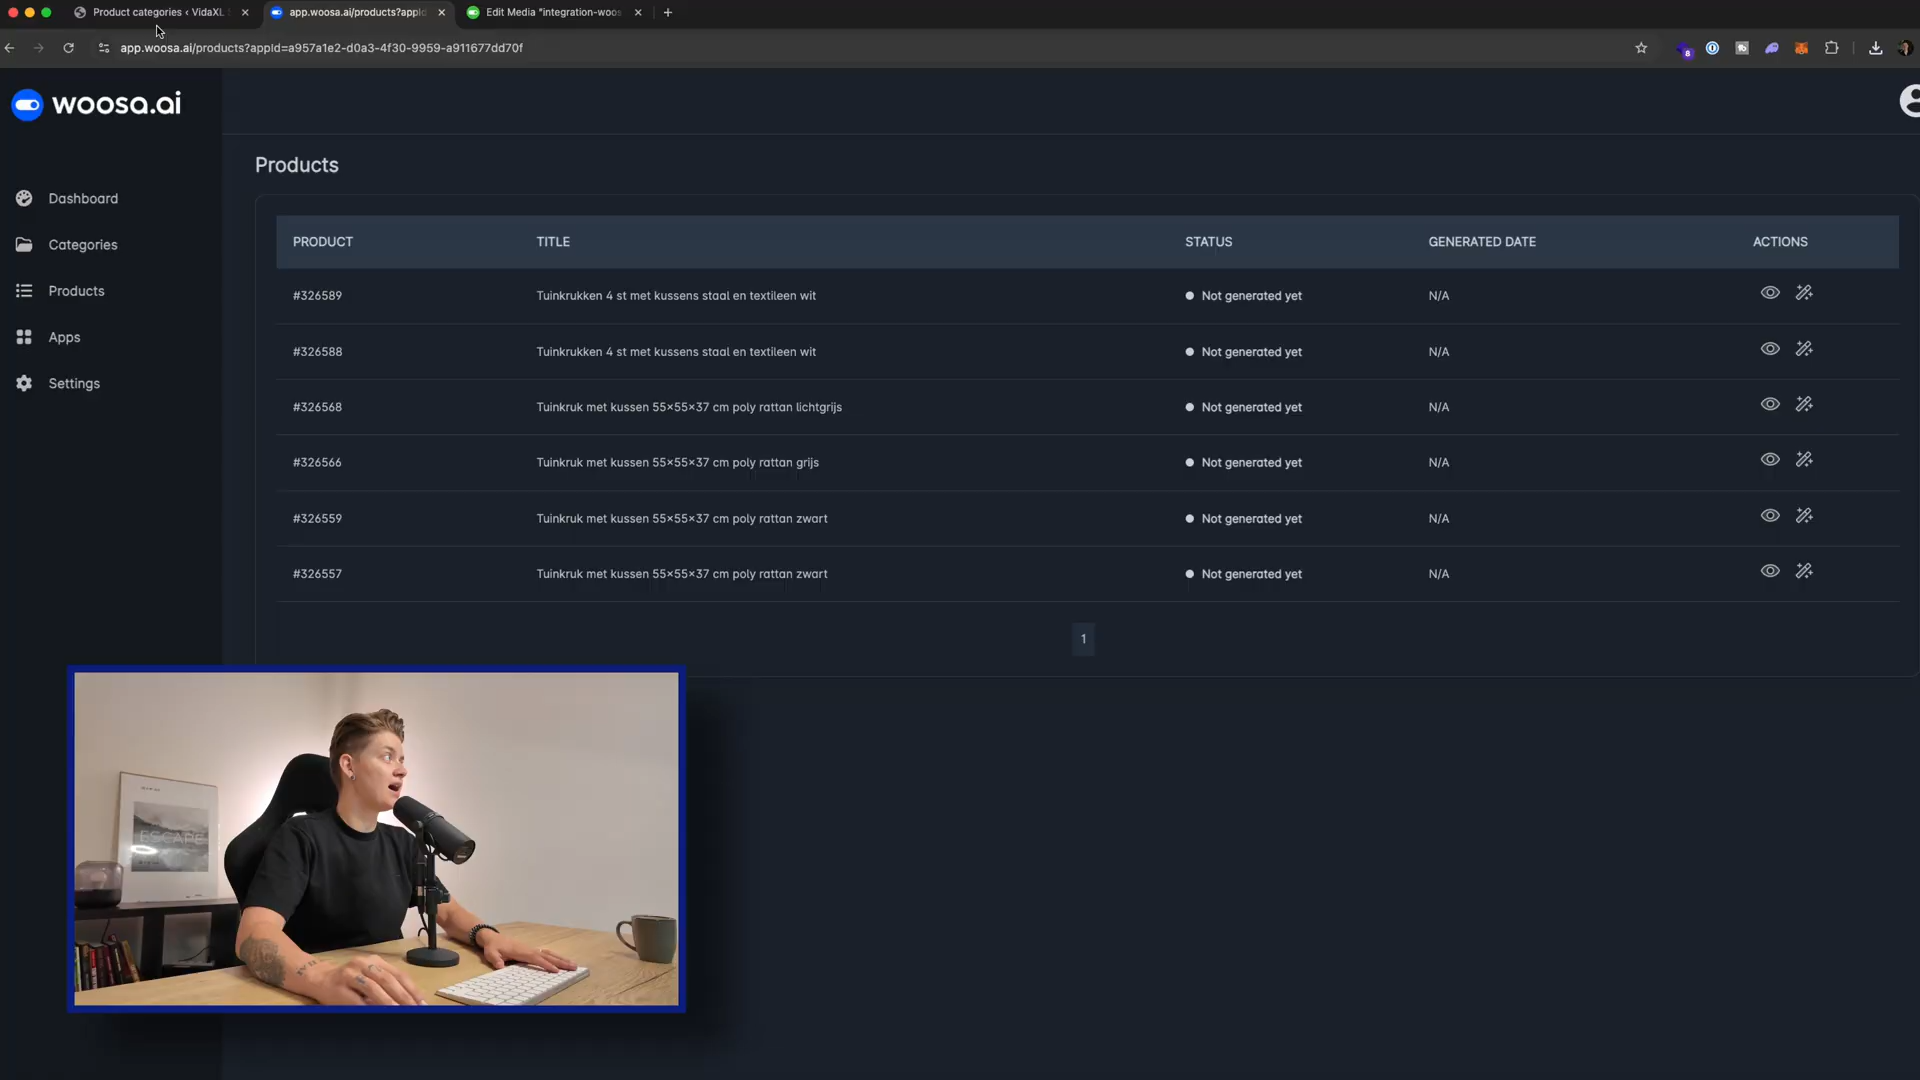 Product categories ‹ VidaXL
app.woosa.ai/products?appId
Edit Media "integration-woos
app.woosa.ai/products?appId=a957a1e2-d0a3-4f30-9959-a911677dd70f
8
woosa.ai
Dashboard
Categories
Products
Apps
Settings
Products
PRODUCT TITLE STATUS GENERATED DATE ACTIONS
#326589 Tuinkrukken 4 st met kussens staal en textileen wit Not generated yet N/A
#326588 Tuinkrukken 4 st met kussens staal en textileen wit Not generated yet N/A
#326568 Tuinkruk met kussen 55×55×37 cm poly rattan lichtgrijs Not generated yet N/A
#326566 Tuinkruk met kussen 55×55×37 cm poly rattan grijs Not generated yet N/A
#326559 Tuinkruk met kussen 55×55×37 cm poly rattan zwart Not generated yet N/A
#326557 Tuinkruk met kussen 55×55×37 cm poly rattan zwart Not generated yet N/A
1
ESCAPE